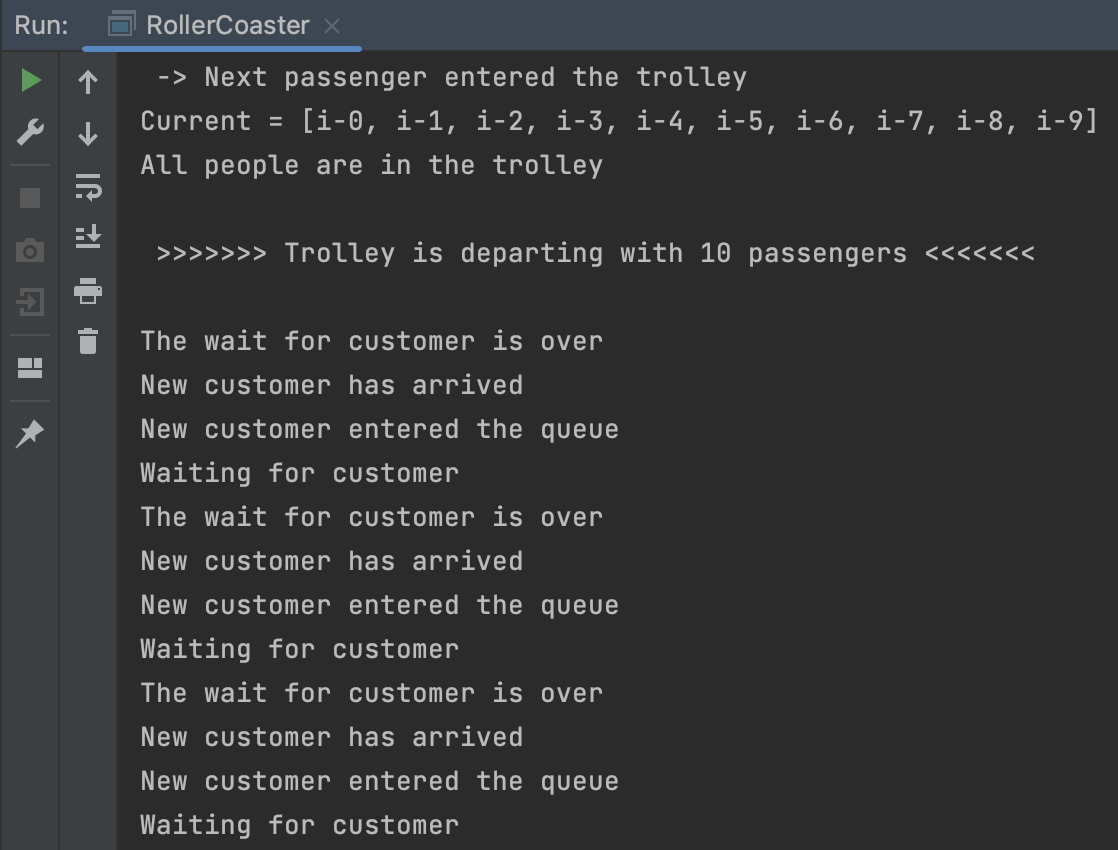 Run: RollerCoaster
-> Next passenger entered the trolley
Current = [i-0, i-1, i-2, i-3, i-4, i-5, i-6, i-7, i-8, i-9]
All people are in the trolley
>>>>>>> Trolley is departing with 10 passengers <<<<<<<
The wait for customer is over
New customer has arrived
New customer entered the queue
Waiting for customer
The wait for customer is over
New customer has arrived
New customer entered the queue
Waiting for customer
The wait for customer is over
New customer has arrived
New customer entered the queue
Waiting for customer